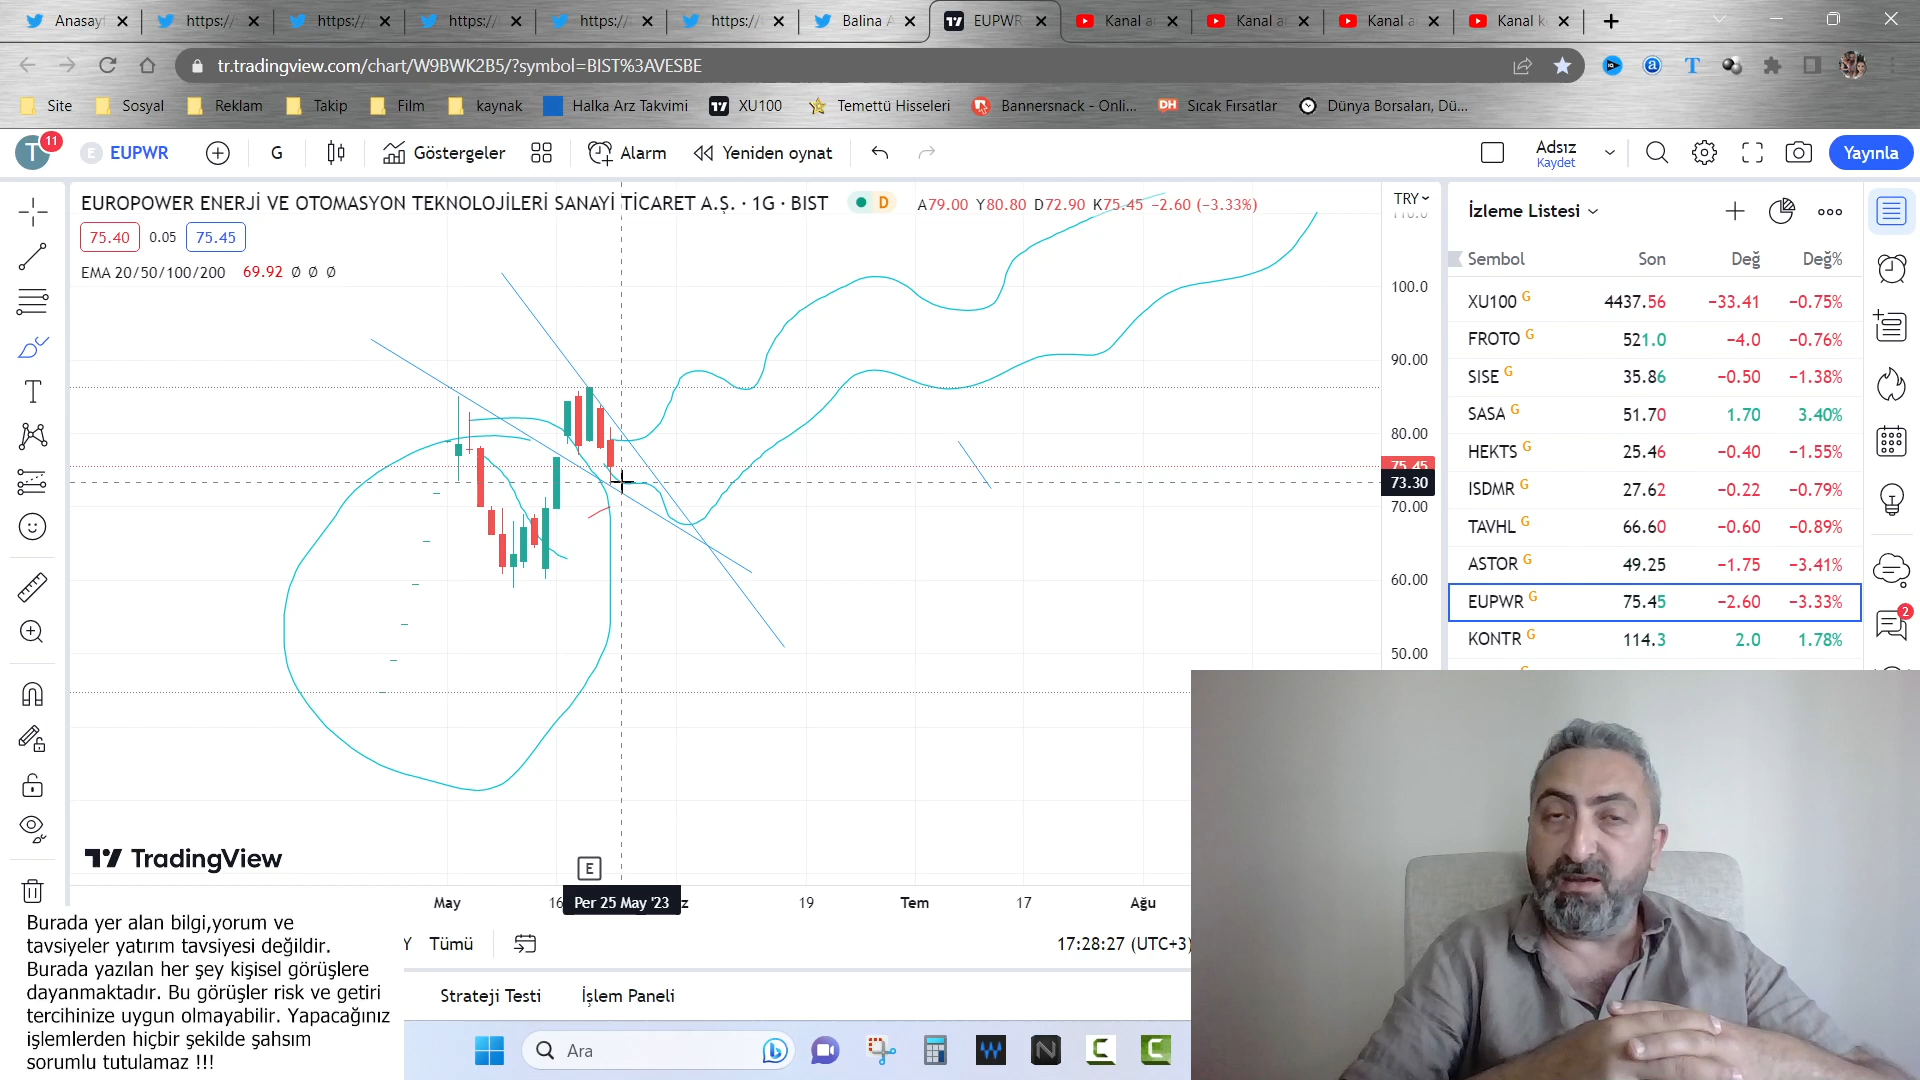 Anasay
https://
https://
https://
https://
https://
Balina A
EUPWR
Kanal a
Kanal a
Kanal a
Kanal k
tr.tradingview.com/chart/W9BWK2B5/?symbol=BIST%3AVESBE
Site
Sosyal
Reklam
Takip
Film
kaynak
Halka Arz Takvimi
XU100
Temettü Hisseleri
Bannersnack - Onli...
DH Sıcak Fırsatlar
Dünya Borsaları, Dü...
T 11
E EUPWR
G
Göstergeler
Alarm
Yeniden oynat
Adsız
Kaydet
Yayınla
EUROPOWER ENERJİ VE OTOMASYON TEKNOLOJİLERİ SANAYİ TİCARET A.Ş. · 1G · BIST
D
A79.00 Y80.80 D72.90 K75.45 −2.60 (−3.33%)
75.40 0.05 75.45
EMA 20/50/100/200 69.92 ∅ ∅ ∅
TRY
100.0
90.00
80.00
75.45
73.30
70.00
60.00
50.00
İzleme Listesi
Sembol Son Değ Değ%
XU100 G 4437.56 −33.41 −0.75%
FROTO G 521.0 −4.0 −0.76%
SISE G 35.86 −0.50 −1.38%
SASA G 51.70 1.70 3.40%
HEKTS G 25.46 −0.40 −1.55%
ISDMR G 27.62 −0.22 −0.79%
TAVHL G 66.60 −0.60 −0.89%
ASTOR G 49.25 −1.75 −3.41%
EUPWR G 75.45 −2.60 −3.33%
KONTR G 114.3 2.0 1.78%
2
TradingView
E
May
16
Per 25 May '23
z
19
Tem
17
Ağu
Burada yer alan bilgi,yorum ve
tavsiyeler yatırım tavsiyesi değildir.
Burada yazılan her şey kişisel görüşlere
dayanmaktadır. Bu görüşler risk ve getiri
tercihinize uygun olmayabilir. Yapacağınız
işlemlerden hiçbir şekilde şahsım
sorumlu tutulamaz !!!
Y
Tümü
17:28:27 (UTC+3)
Strateji Testi
İşlem Paneli
Ara